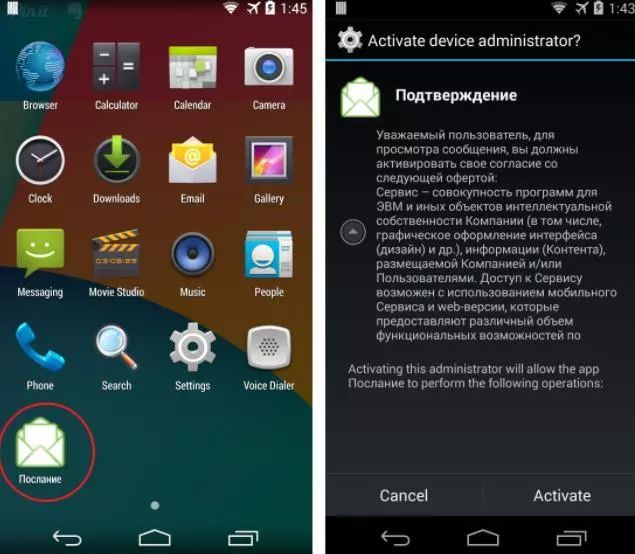 1:45
Browser
Calculator
Calendar
Camera
Clock
Downloads
Email
Gallery
Messaging
Movie Studio
Music
People
Phone
Search
Settings
Voice Dialer
Послание
1:43
Activate device administrator?
Подтверждение
Уважаемый пользователь, для
просмотра сообщения, вы должны
активировать свое согласие со
следующей офертой:
Сервис – совокупность программ для
ЭВМ и иных объектов интеллектуальной
собственности Компании (в том числе,
графическое оформление интерфейса
(дизайн) и др.), информации (Контента),
размещаемой Компанией и/или
Пользователями. Доступ к Сервису
возможен с использованием мобильного
Сервиса и web-версии, которые
предоставляют различный объем
функциональных возможностей по
Activating this administrator will allow the app
Послание to perform the following operations:
Cancel
Activate